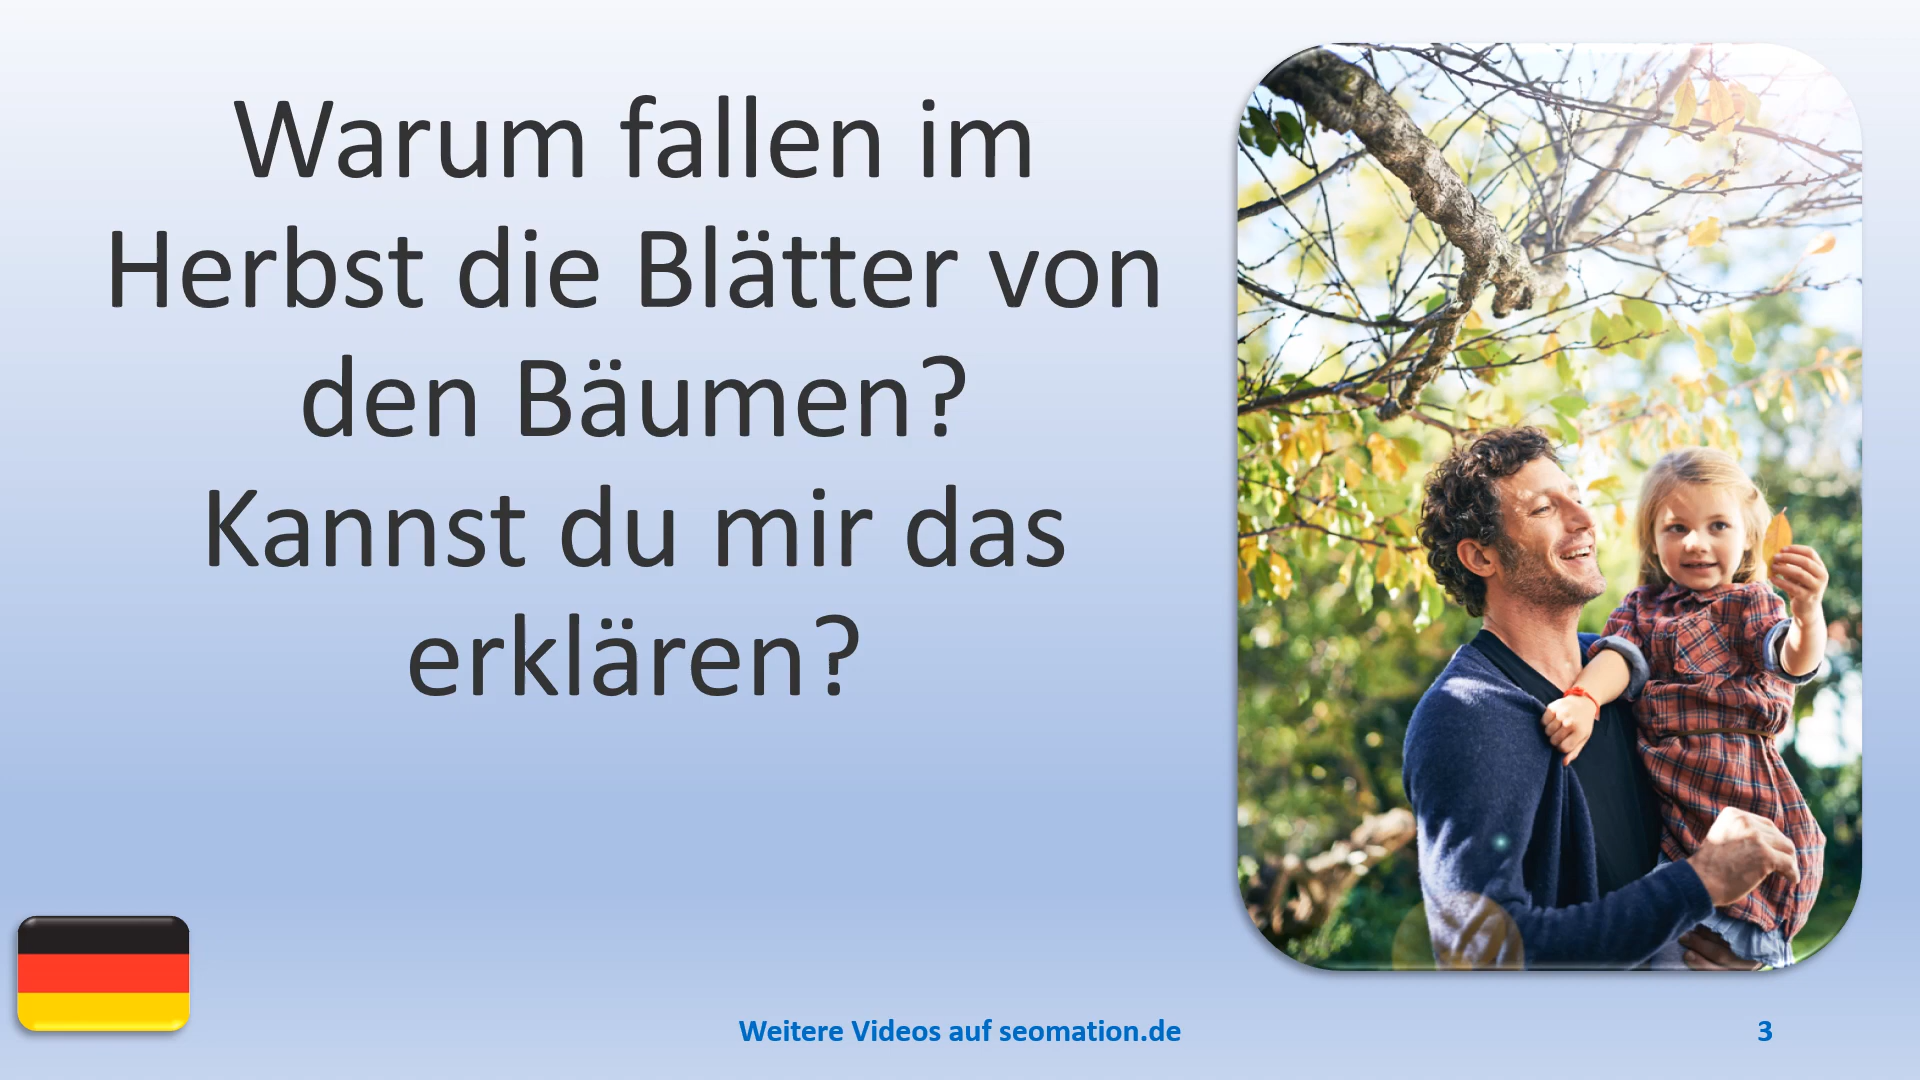 Warum fallen im
Herbst die Blätter von
den Bäumen?
Kannst du mir das
erklären?
Weitere Videos auf seomation.de
3